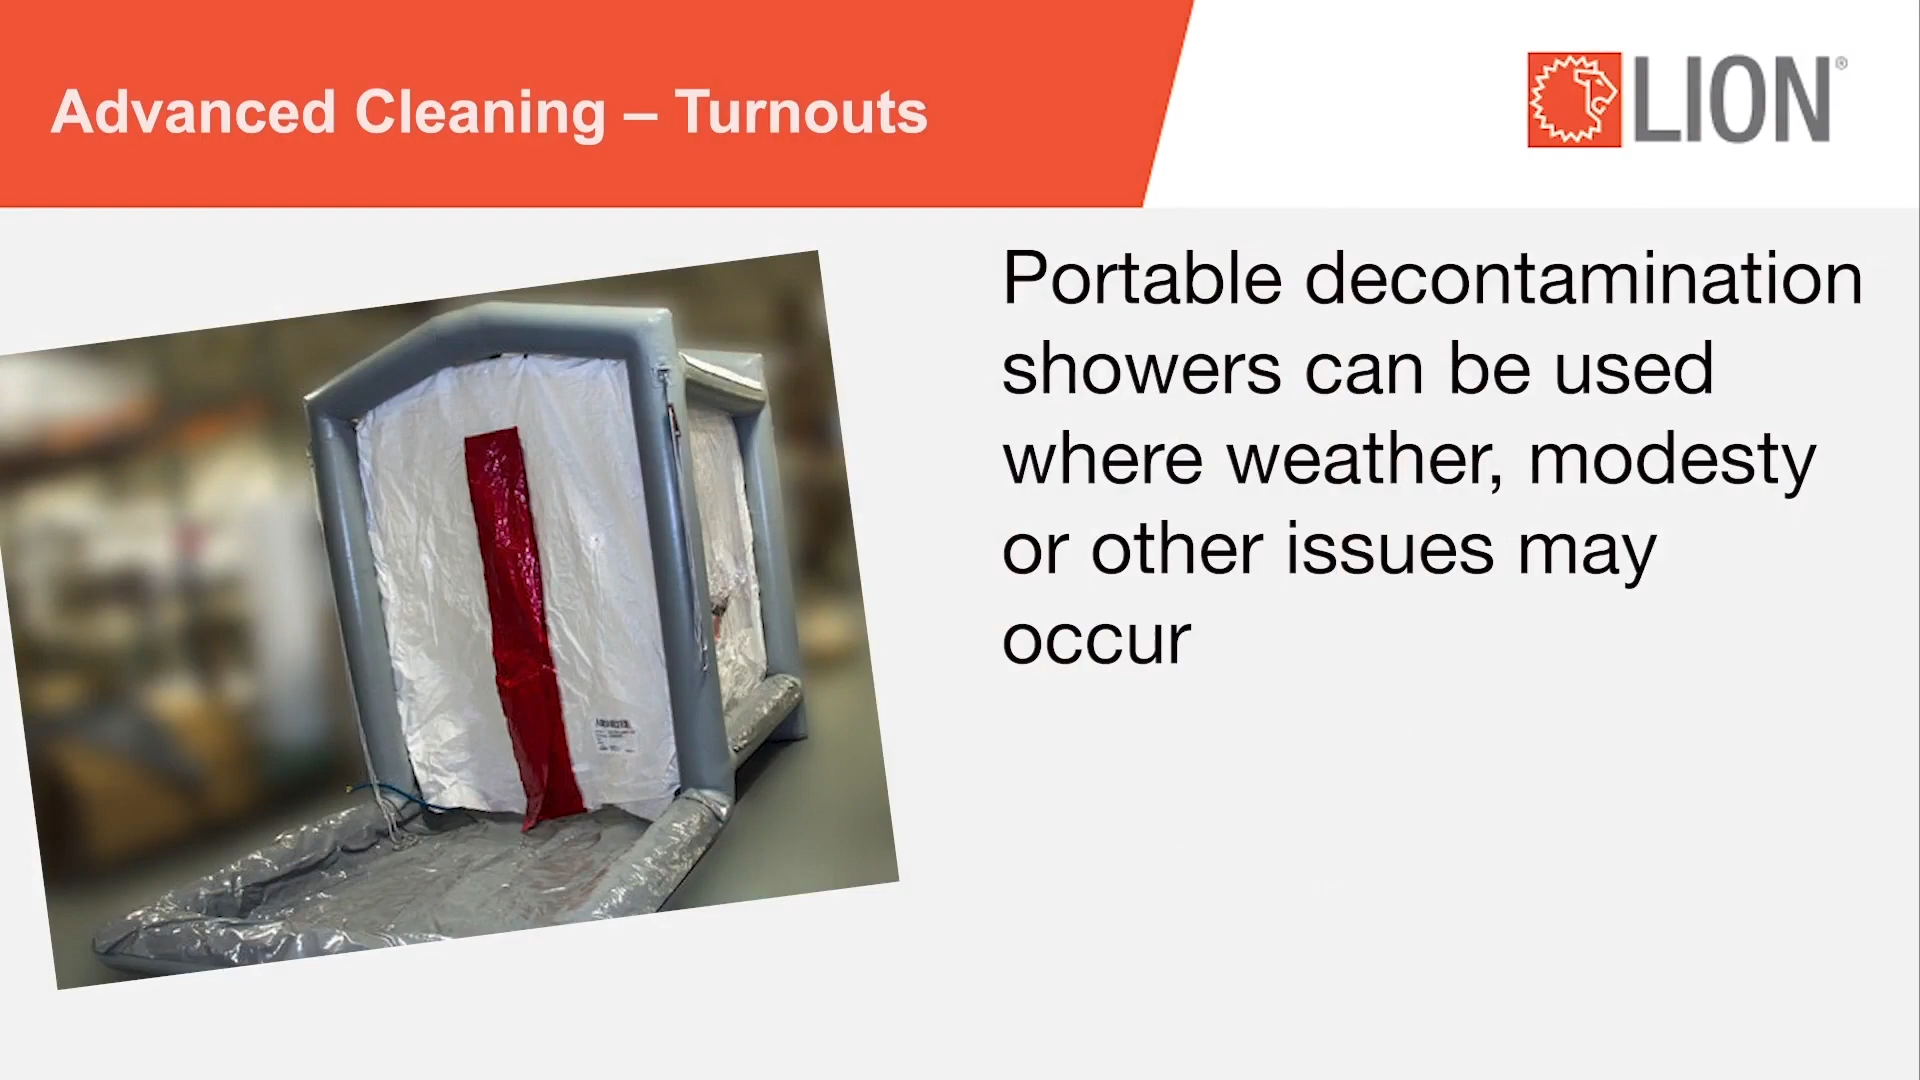 Advanced Cleaning – Turnouts
LION®
Portable decontamination
showers can be used
where weather, modesty
or other issues may
occur